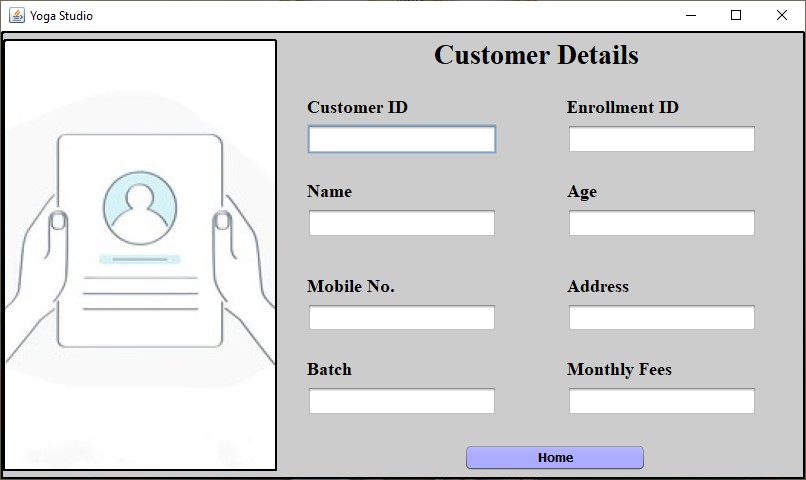 Yoga Studio
Customer Details
Customer ID
Enrollment ID
Name
Age
Mobile No.
Address
Batch
Monthly Fees
Home